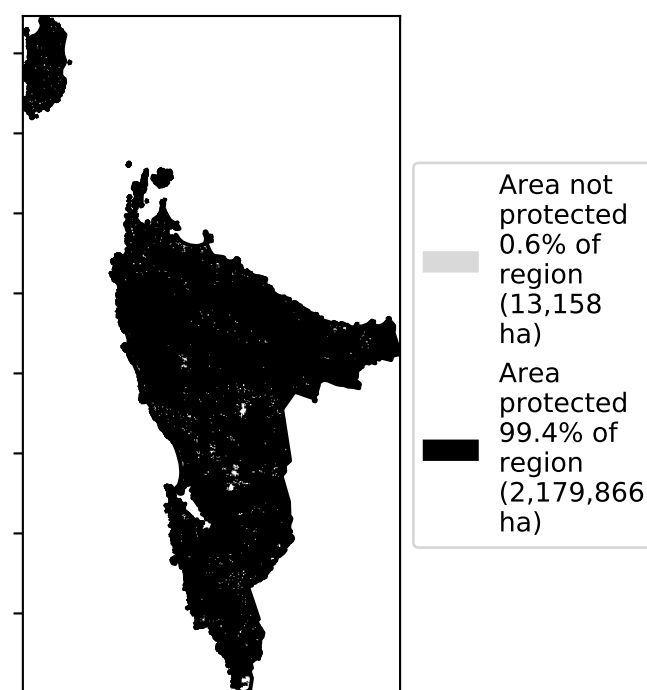 Area not
protected
0.6% of
region
(13,158
ha)
Area
protected
99.4% of
region
(2,179,866
ha)